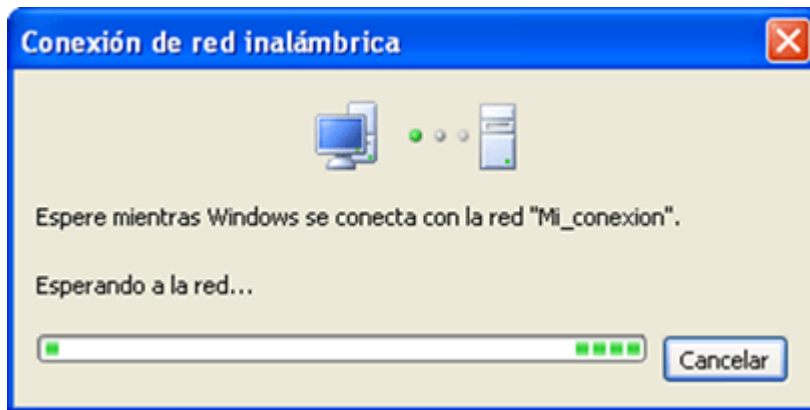 Conexión de red inalámbrica
Espere mientras Windows se conecta con la red "Mi_conexion".
Esperando a la red...
Cancelar